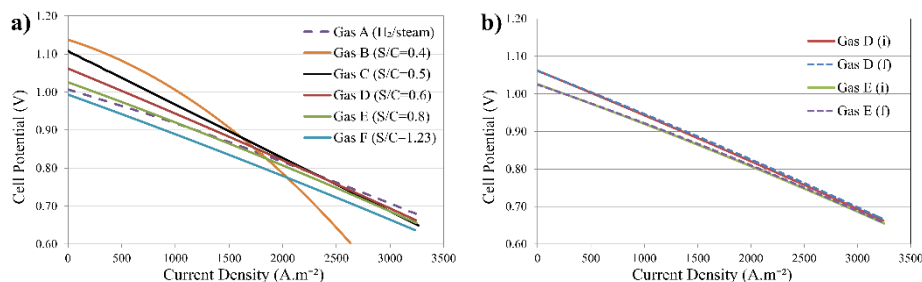 a)
Cell Potential (V)
1.20
1.10
1.00
0.90
0.80
0.70
0.60
0
500
1000
1500
2000
2500
3000
3500
Current Density (A.m⁻²)
Gas A (H₂/steam)
Gas B (S/C=0.4)
Gas C (S/C=0.5)
Gas D (S/C=0.6)
Gas E (S/C=0.8)
Gas F (S/C=1.23)
b)
Cell Potential (V)
1.20
1.10
1.00
0.90
0.80
0.70
0.60
0
500
1000
1500
2000
2500
3000
3500
Current Density (A.m⁻²)
Gas D (i)
Gas D (f)
Gas E (i)
Gas E (f)